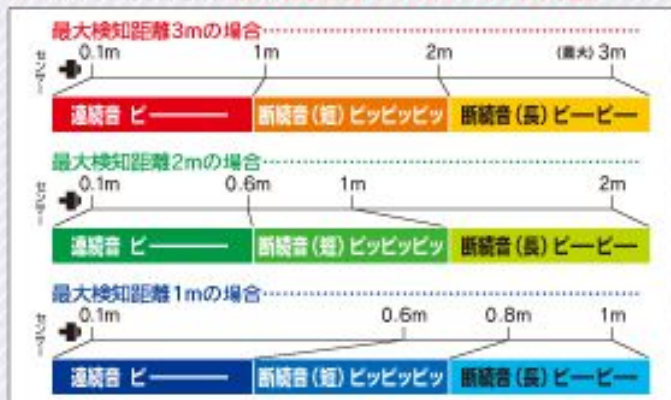 最大検知距離3mの場合
センサー 0.1m 1m 2m (最大)3m
連続音 ピ―――― 断続音(短)ピッピッピッ 断続音(長)ピ―ピ―
最大検知距離2mの場合
センサー 0.1m 0.6m 1m 2m
連続音 ピ―――― 断続音(短)ピッピッピッ 断続音(長)ピ―ピ―
最大検知距離1mの場合
センサー 0.1m 0.6m 0.8m 1m
連続音 ピ―――― 断続音(短)ピッピッピッ 断続音(長)ピ―ピ―